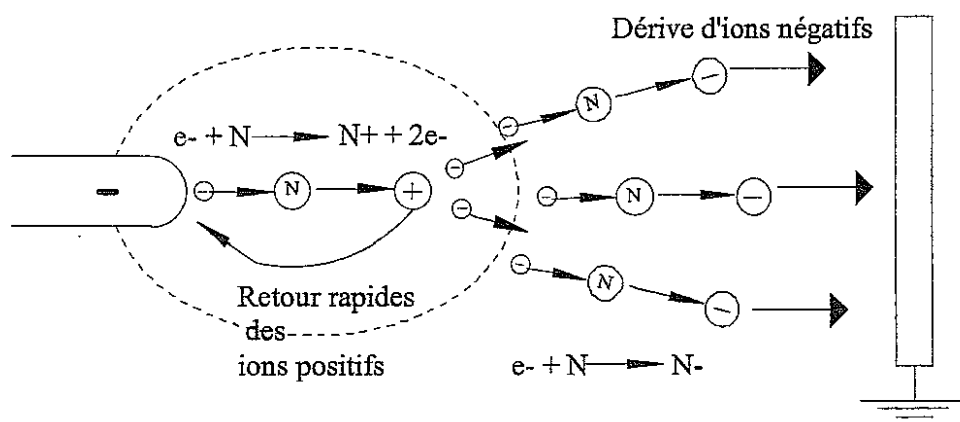 Dérive d'ions négatifs
e- + N → N+ + 2e-
N
N
N
N
Retour rapides
des
ions positifs
e- + N → N-